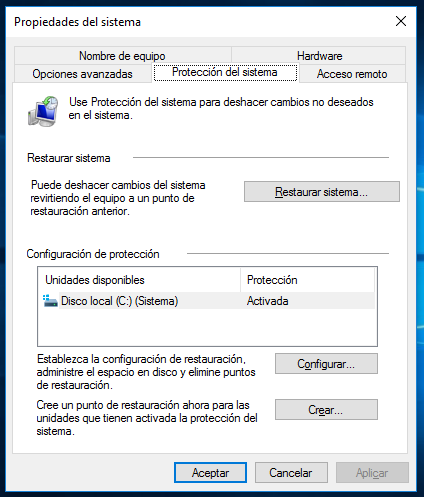 Propiedades del sistema
Nombre de equipo
Hardware
Opciones avanzadas
Protección del sistema
Acceso remoto
Use Protección del sistema para deshacer cambios no deseados
en el sistema.
Restaurar sistema
Puede deshacer cambios del sistema
revirtiendo el equipo a un punto de
restauración anterior.
Restaurar sistema...
Configuración de protección
Unidades disponibles
Protección
Disco local (C:) (Sistema)
Activada
Establezca la configuración de restauración,
administre el espacio en disco y elimine puntos
de restauración.
Configurar...
Cree un punto de restauración ahora para las
unidades que tienen activada la protección del
sistema.
Crear...
Aceptar
Cancelar
Aplicar